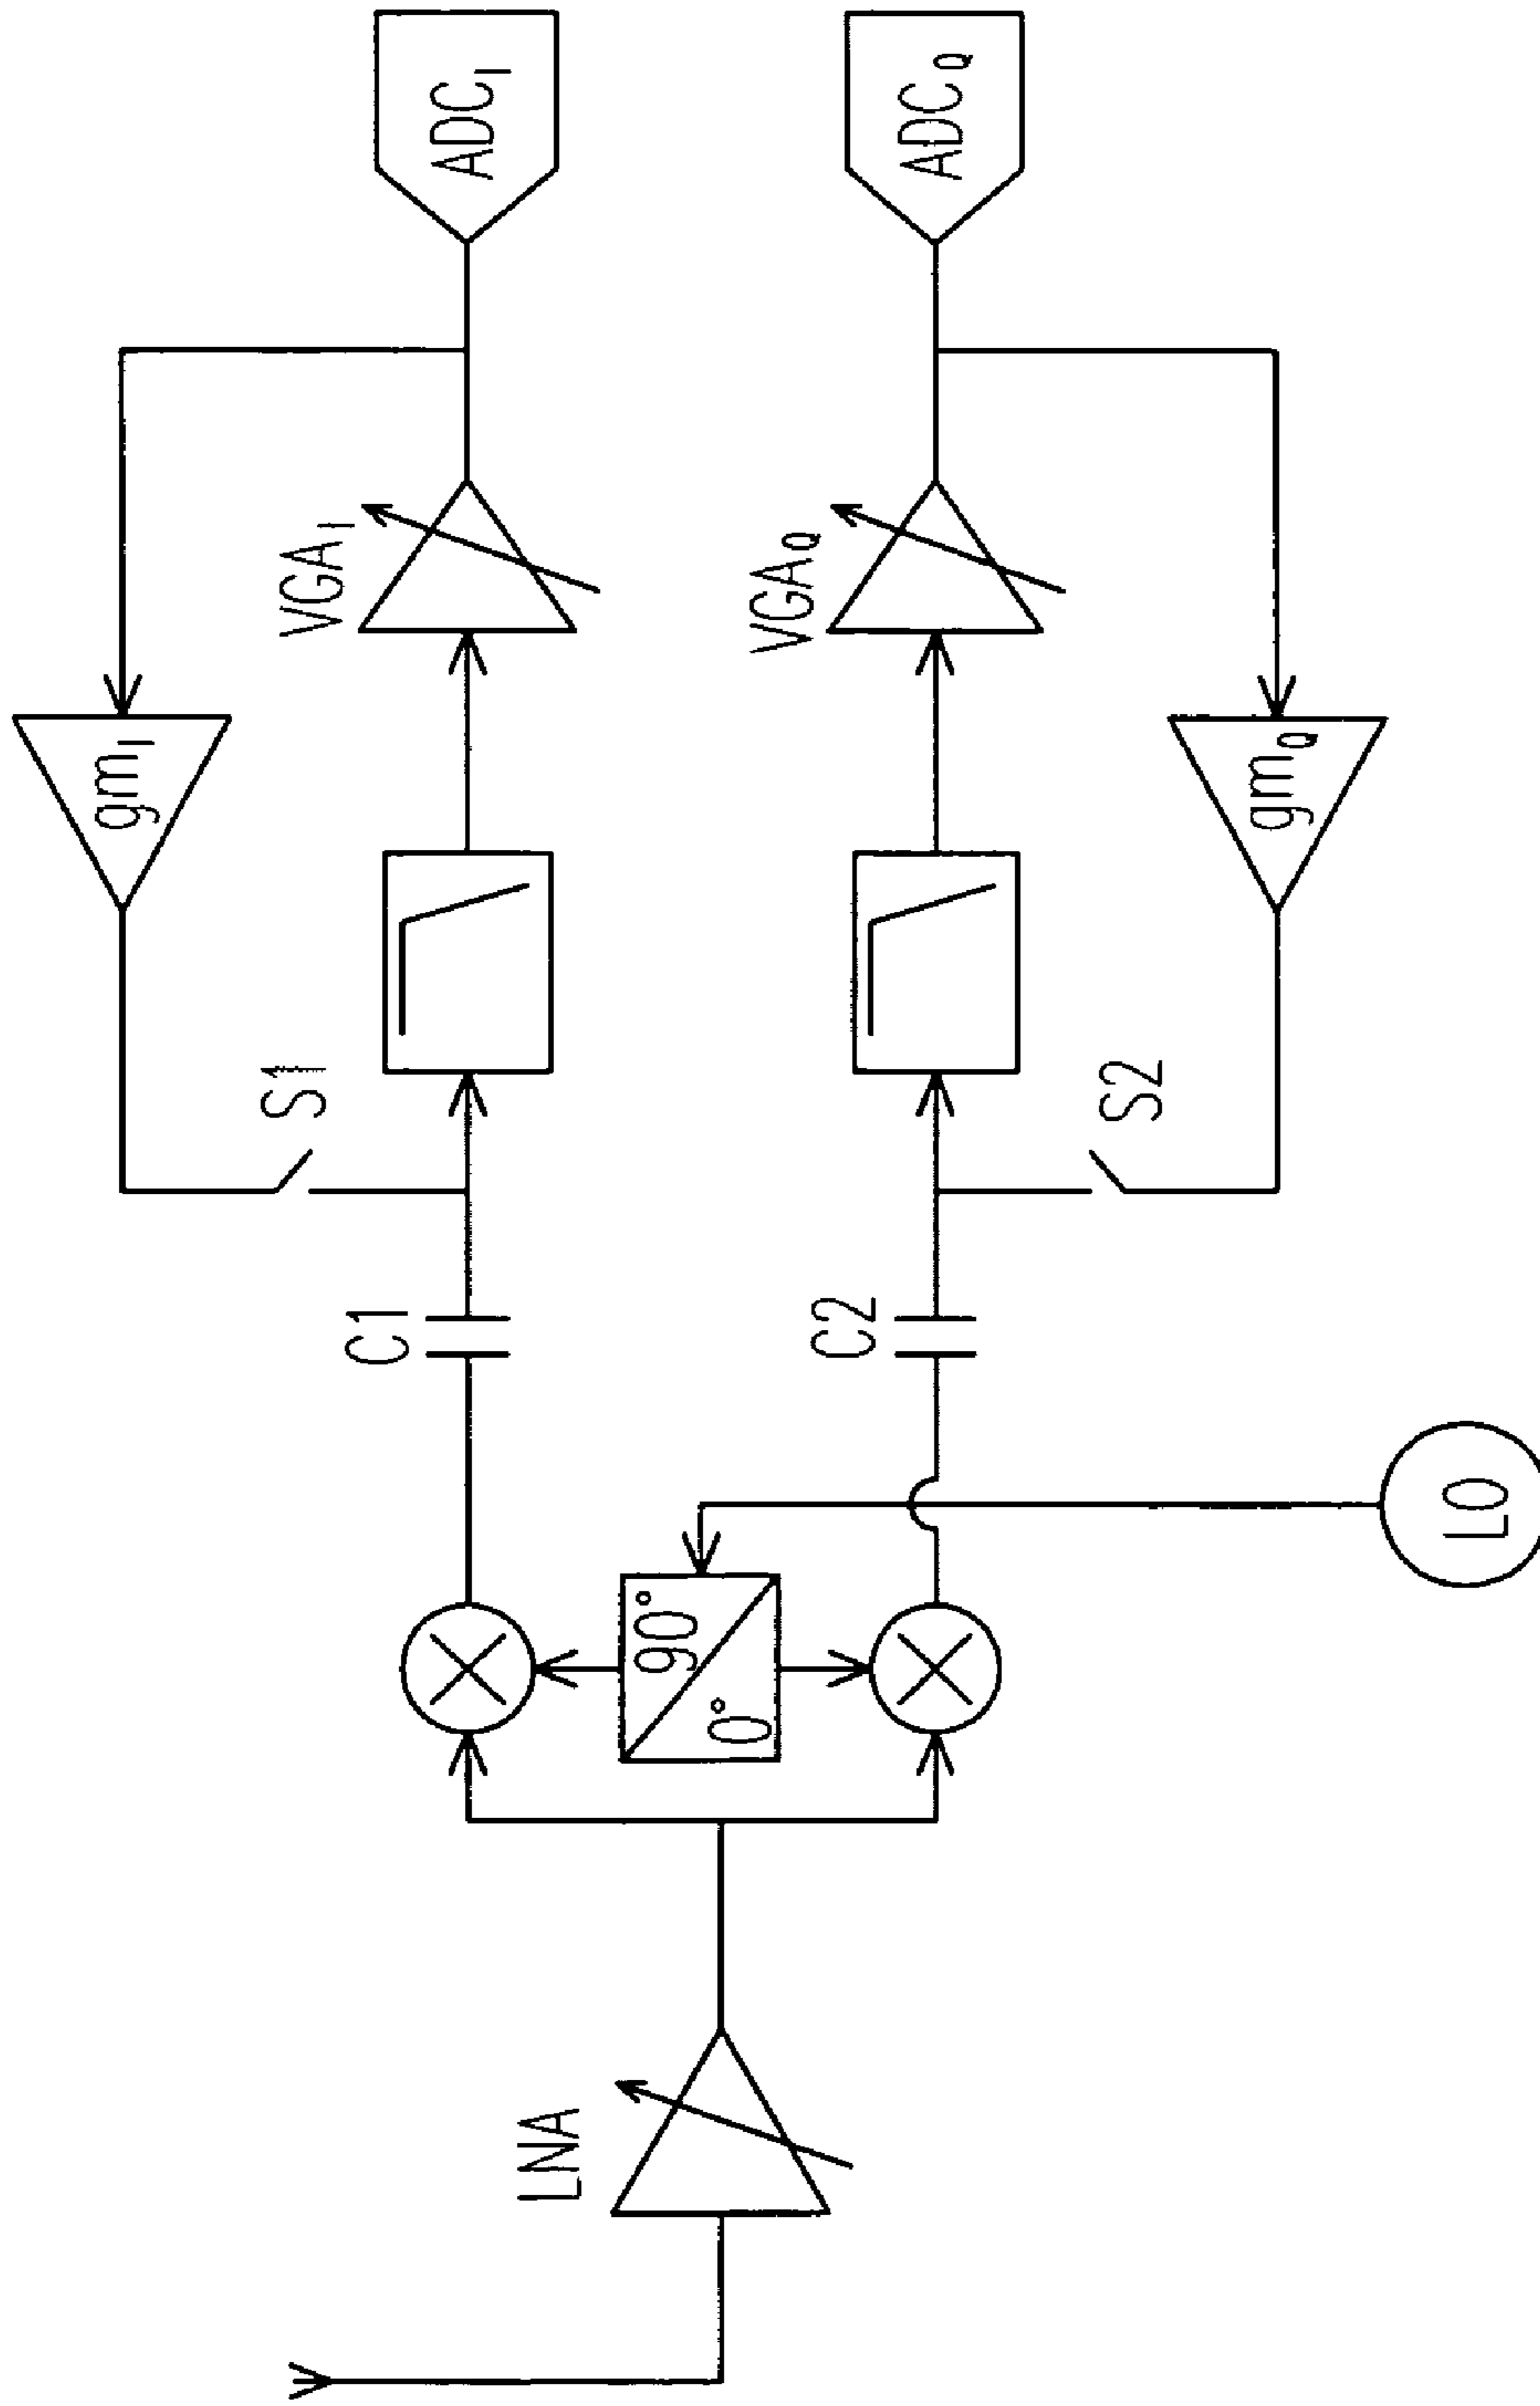 LNA
90°
0°
LO
C1
C2
S1
S2
gm_I
gm_Q
VGA_I
VGA_Q
ADC_I
ADC_Q